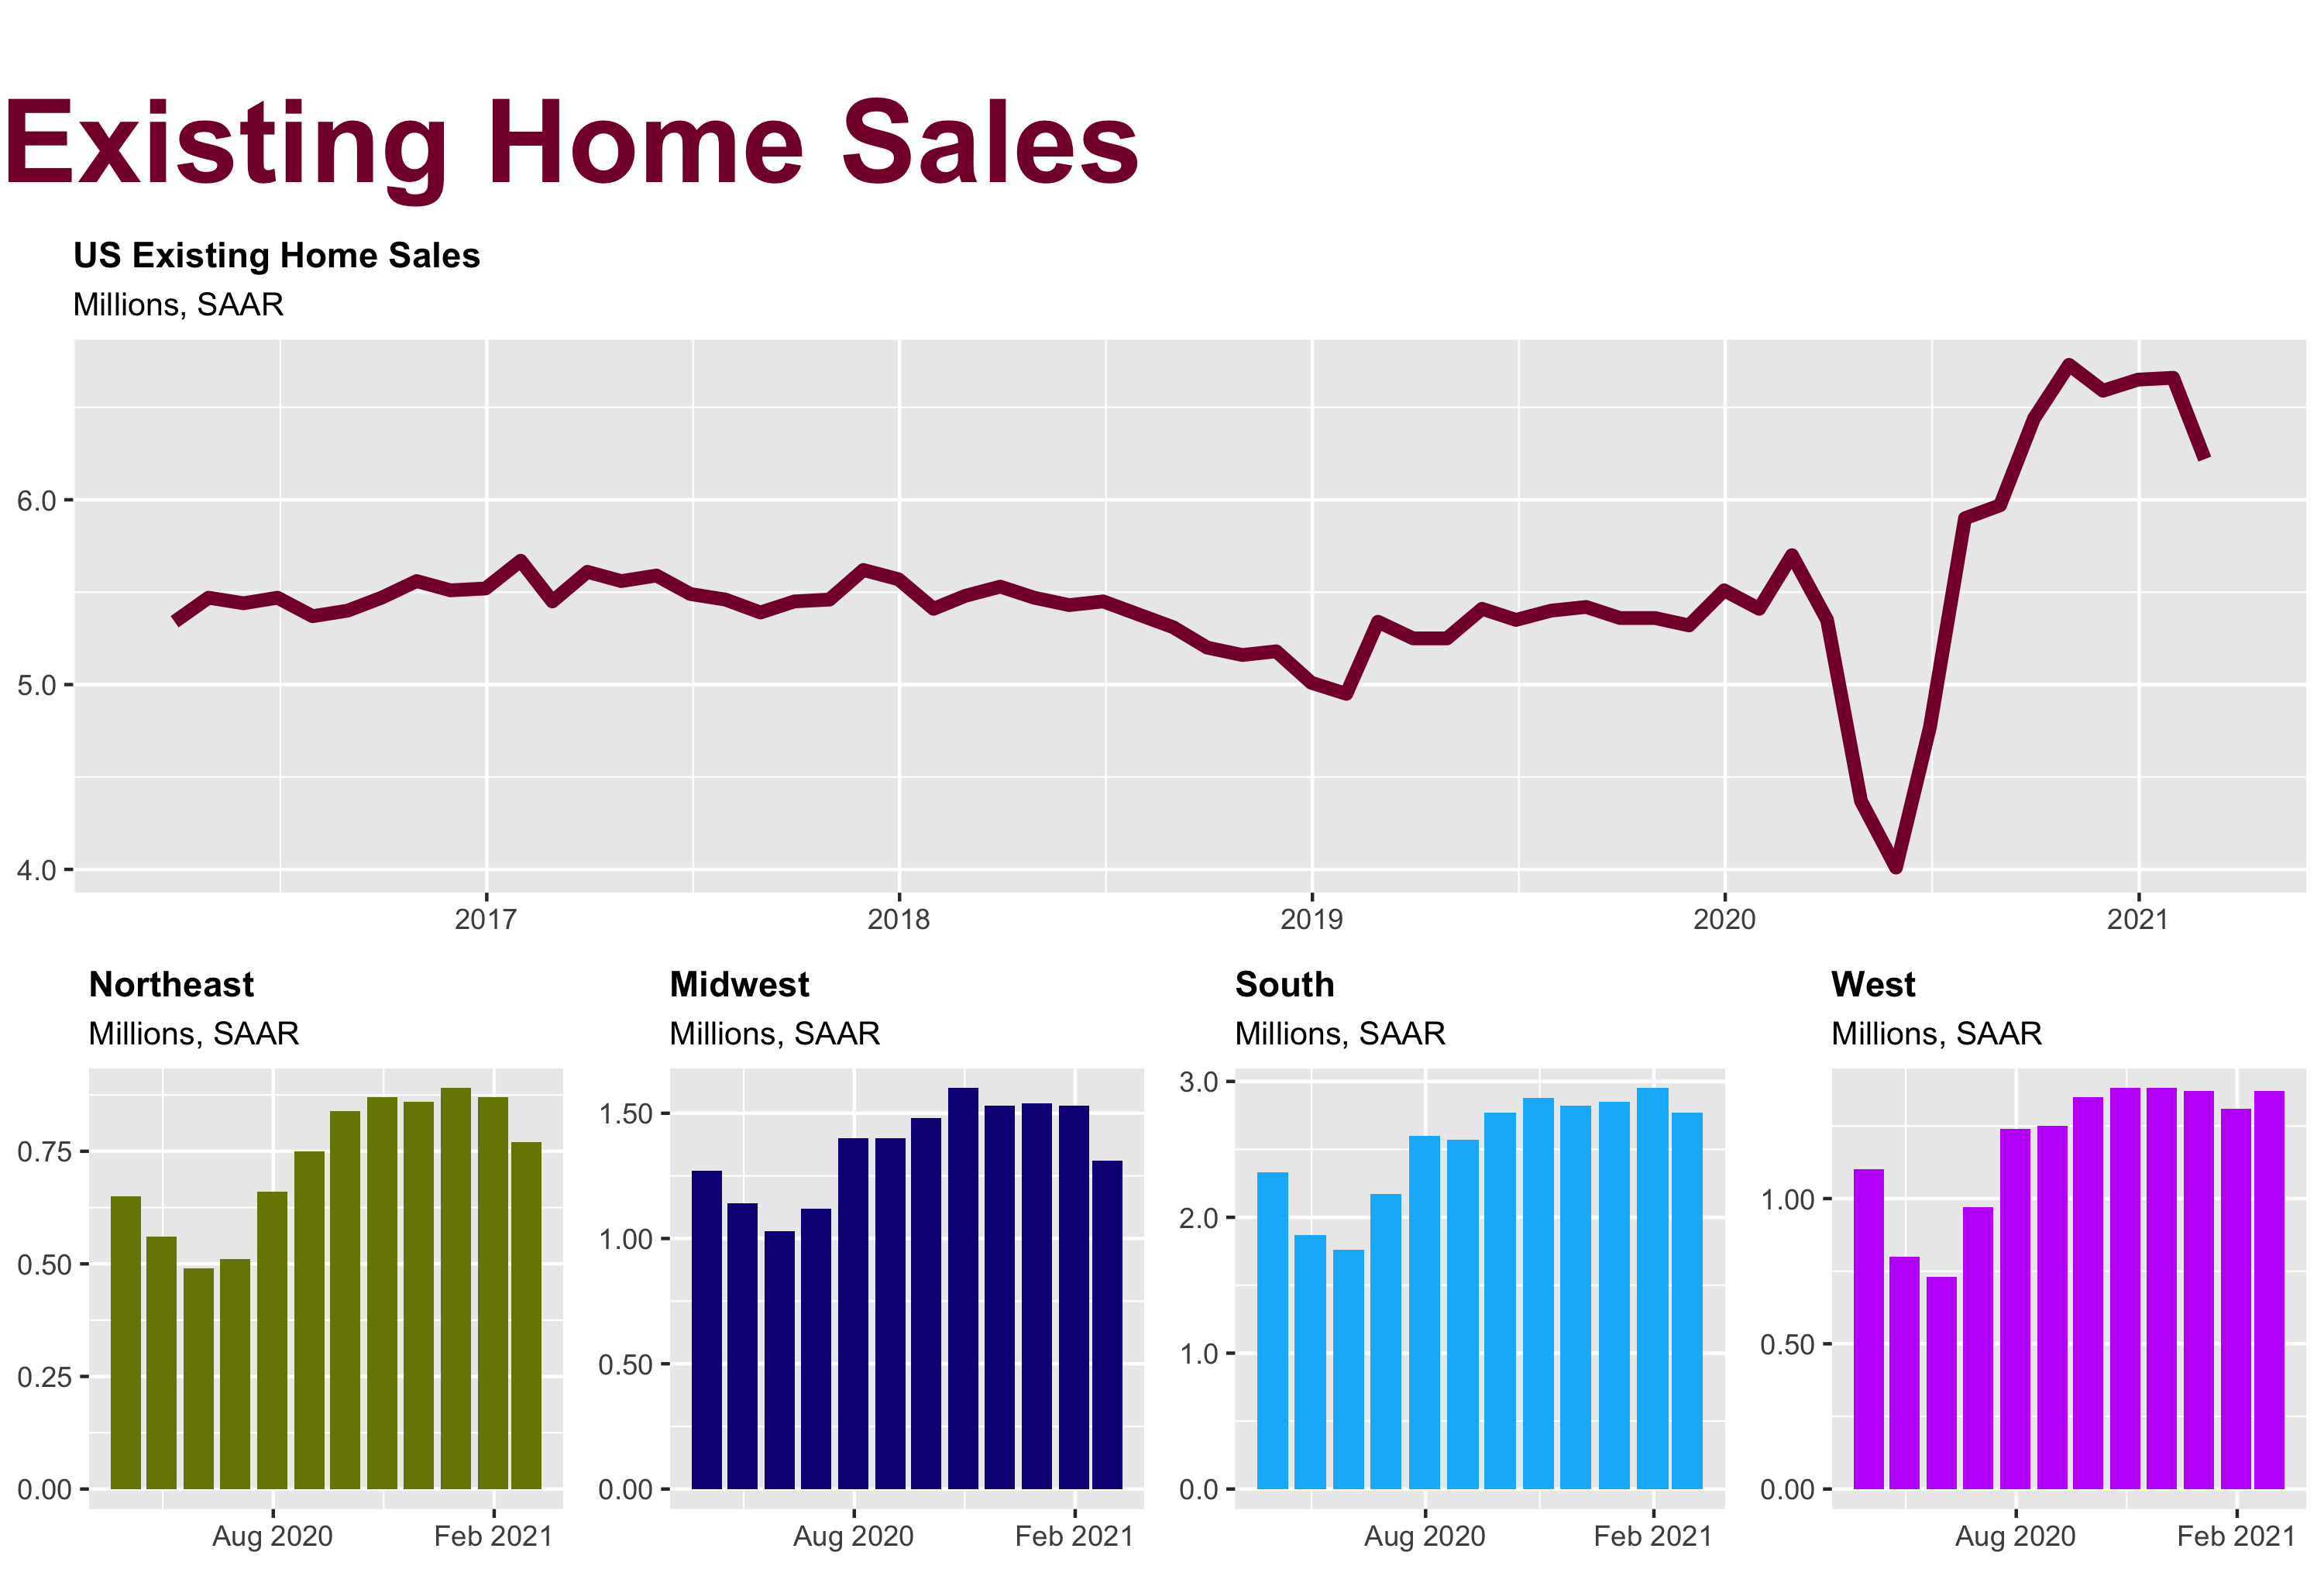 Existing Home Sales
US Existing Home Sales
Millions, SAAR
6.0
5.0
4.0
2017 2018 2019 2020 2021
Northeast
Millions, SAAR
0.75
0.50
0.25
0.00
Aug 2020 Feb 2021
Midwest
Millions, SAAR
1.50
1.00
0.50
0.00
Aug 2020 Feb 2021
South
Millions, SAAR
3.0
2.0
1.0
0.0
Aug 2020 Feb 2021
West
Millions, SAAR
1.00
0.50
0.00
Aug 2020 Feb 2021